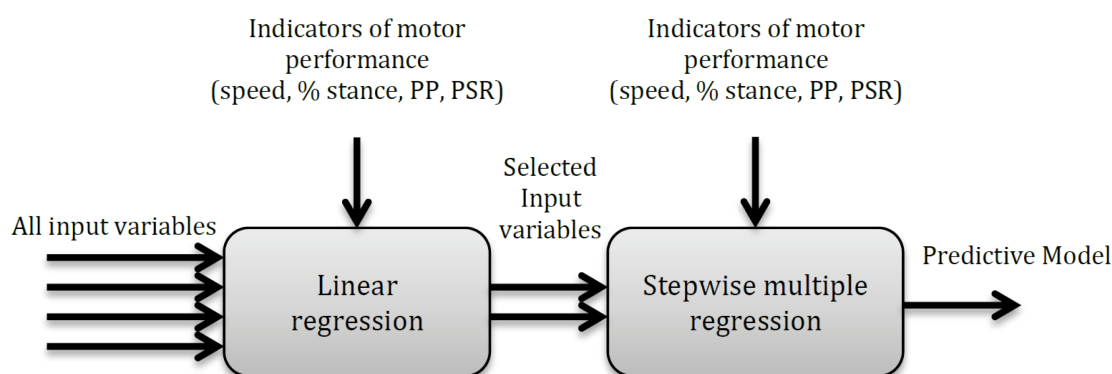 Indicators of motor
performance
(speed, % stance, PP, PSR)
Indicators of motor
performance
(speed, % stance, PP, PSR)
All input variables
Linear
regression
Selected
Input
variables
Stepwise multiple
regression
Predictive Model